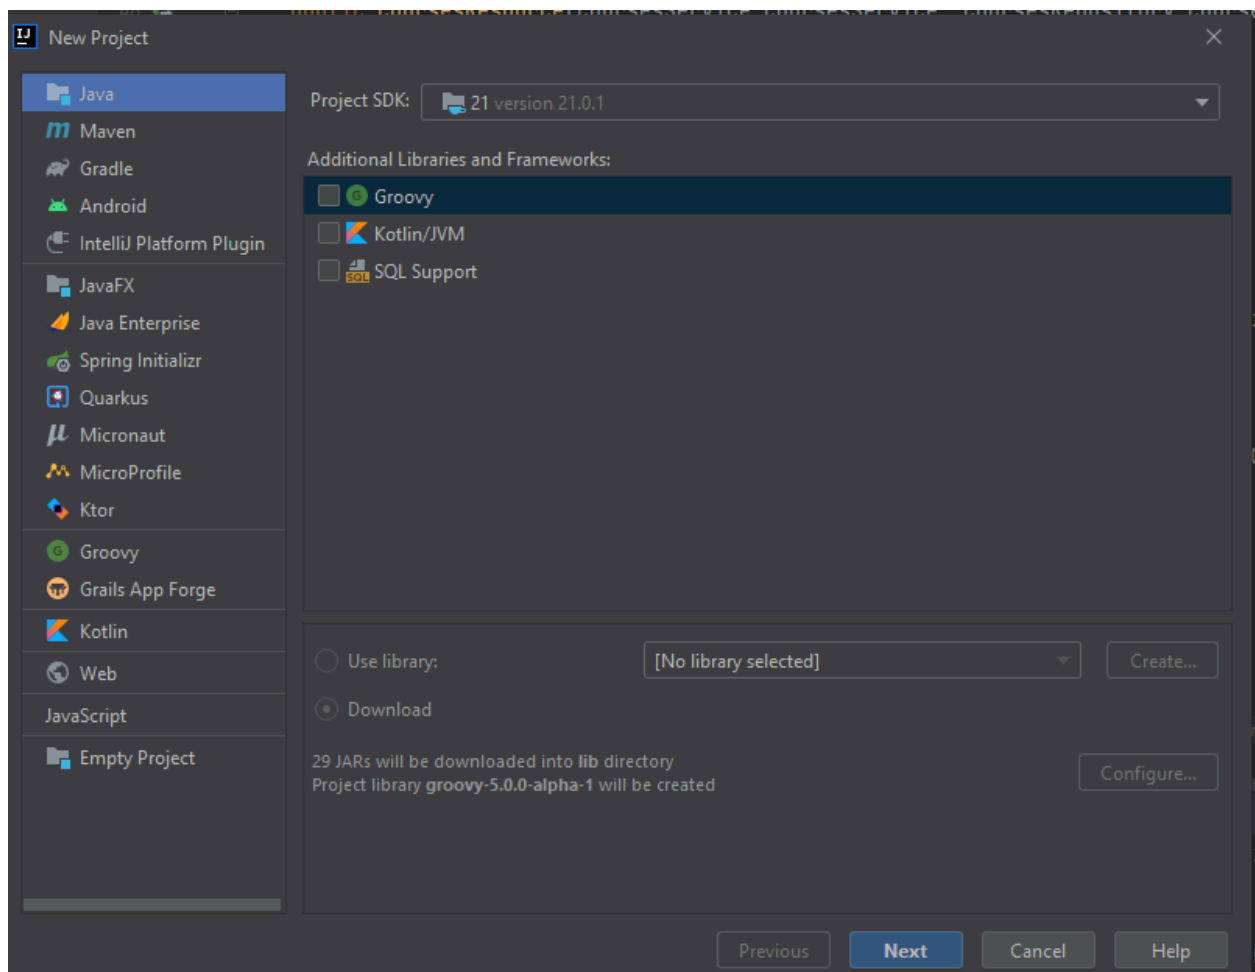 New Project
Java
Maven
Gradle
Android
IntelliJ Platform Plugin
JavaFX
Java Enterprise
Spring Initializr
Quarkus
Micronaut
MicroProfile
Ktor
Groovy
Grails App Forge
Kotlin
Web
JavaScript
Empty Project
Project SDK: 21 version 21.0.1
Additional Libraries and Frameworks:
Groovy
Kotlin/JVM
SQL Support
Use library: [No library selected] Create...
Download
29 JARs will be downloaded into lib directory
Project library groovy-5.0.0-alpha-1 will be created
Configure...
Previous Next Cancel Help